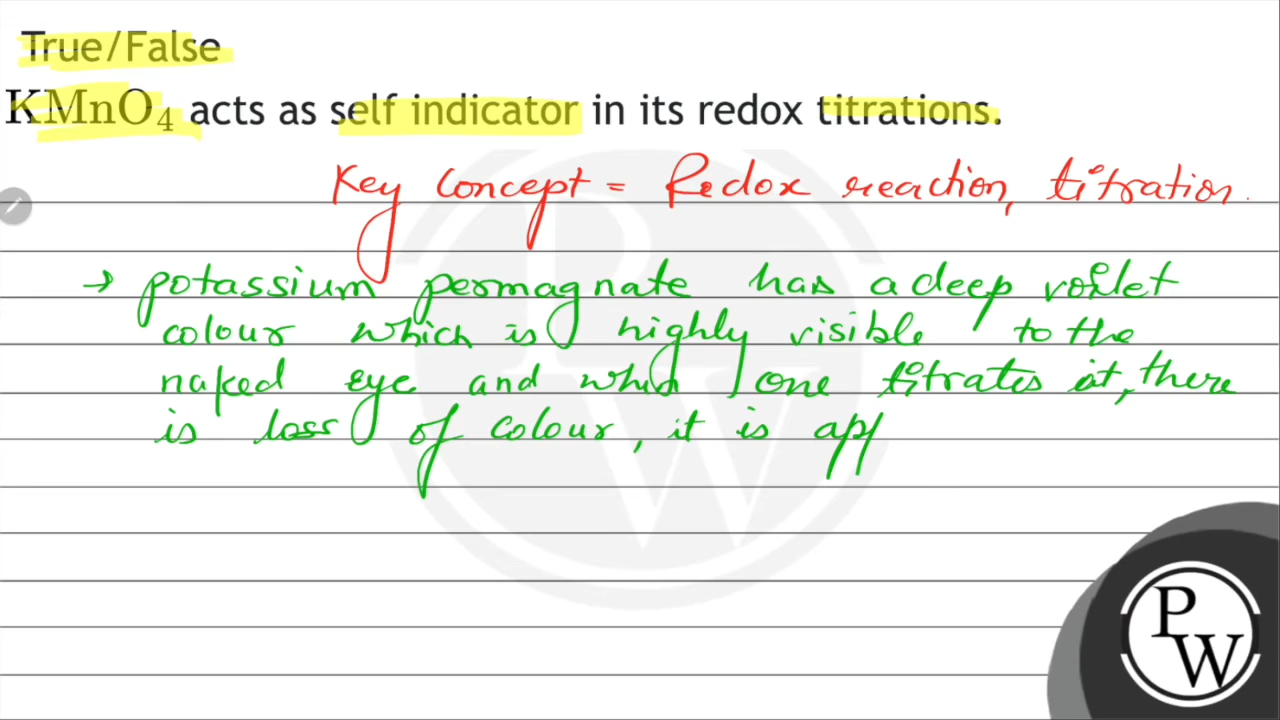 True/False
KMnO₄ acts as self indicator in its redox titrations.
Key concept = Redox reaction, titration.
→ potassium permagnate has a deep voilet
colour which is highly visible to the
naked eye and when one titrates it, there
is loss of colour, it is app
P
W
P
W